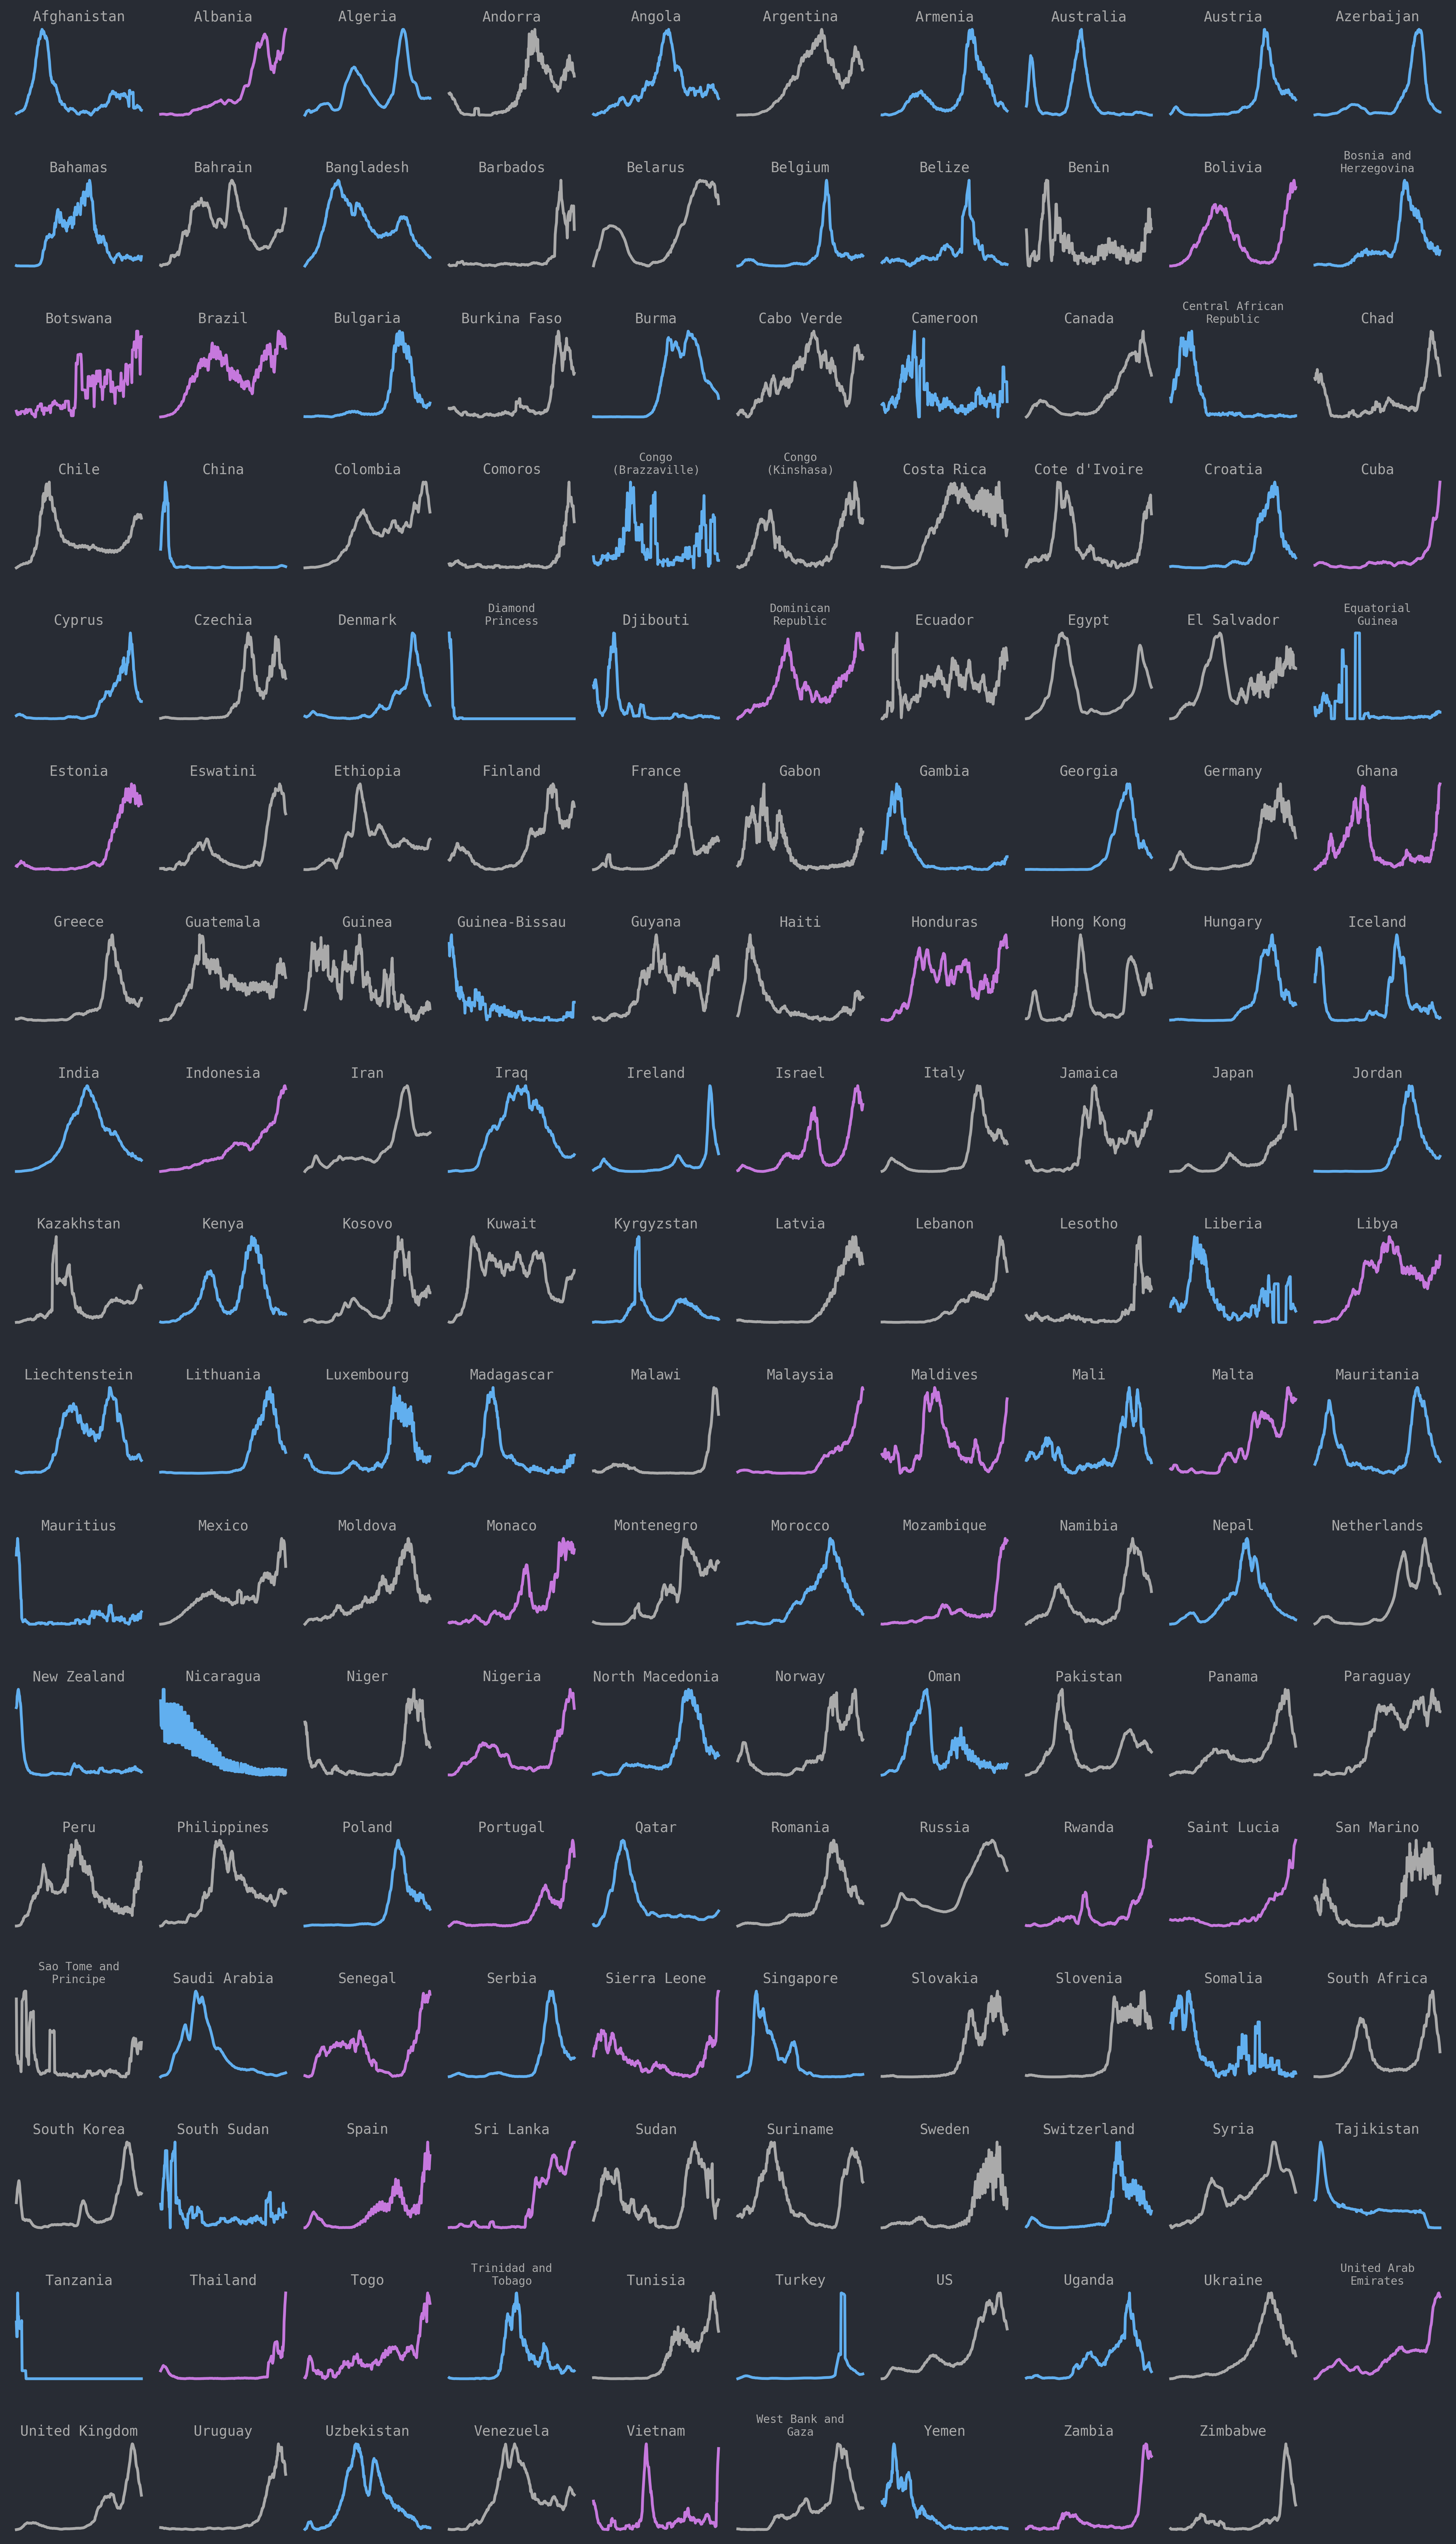 Afghanistan
Albania
Algeria
Andorra
Angola
Argentina
Armenia
Australia
Austria
Azerbaijan
Bahamas
Bahrain
Bangladesh
Barbados
Belarus
Belgium
Belize
Benin
Bolivia
Bosnia and
Herzegovina
Botswana
Brazil
Bulgaria
Burkina Faso
Burma
Cabo Verde
Cameroon
Canada
Central African
Republic
Chad
Chile
China
Colombia
Comoros
Congo
(Brazzaville)
Congo
(Kinshasa)
Costa Rica
Cote d'Ivoire
Croatia
Cuba
Cyprus
Czechia
Denmark
Diamond
Princess
Djibouti
Dominican
Republic
Ecuador
Egypt
El Salvador
Equatorial
Guinea
Estonia
Eswatini
Ethiopia
Finland
France
Gabon
Gambia
Georgia
Germany
Ghana
Greece
Guatemala
Guinea
Guinea-Bissau
Guyana
Haiti
Honduras
Hong Kong
Hungary
Iceland
India
Indonesia
Iran
Iraq
Ireland
Israel
Italy
Jamaica
Japan
Jordan
Kazakhstan
Kenya
Kosovo
Kuwait
Kyrgyzstan
Latvia
Lebanon
Lesotho
Liberia
Libya
Liechtenstein
Lithuania
Luxembourg
Madagascar
Malawi
Malaysia
Maldives
Mali
Malta
Mauritania
Mauritius
Mexico
Moldova
Monaco
Montenegro
Morocco
Mozambique
Namibia
Nepal
Netherlands
New Zealand
Nicaragua
Niger
Nigeria
North Macedonia
Norway
Oman
Pakistan
Panama
Paraguay
Peru
Philippines
Poland
Portugal
Qatar
Romania
Russia
Rwanda
Saint Lucia
San Marino
Sao Tome and
Principe
Saudi Arabia
Senegal
Serbia
Sierra Leone
Singapore
Slovakia
Slovenia
Somalia
South Africa
South Korea
South Sudan
Spain
Sri Lanka
Sudan
Suriname
Sweden
Switzerland
Syria
Tajikistan
Tanzania
Thailand
Togo
Trinidad and
Tobago
Tunisia
Turkey
US
Uganda
Ukraine
United Arab
Emirates
United Kingdom
Uruguay
Uzbekistan
Venezuela
Vietnam
West Bank and
Gaza
Yemen
Zambia
Zimbabwe